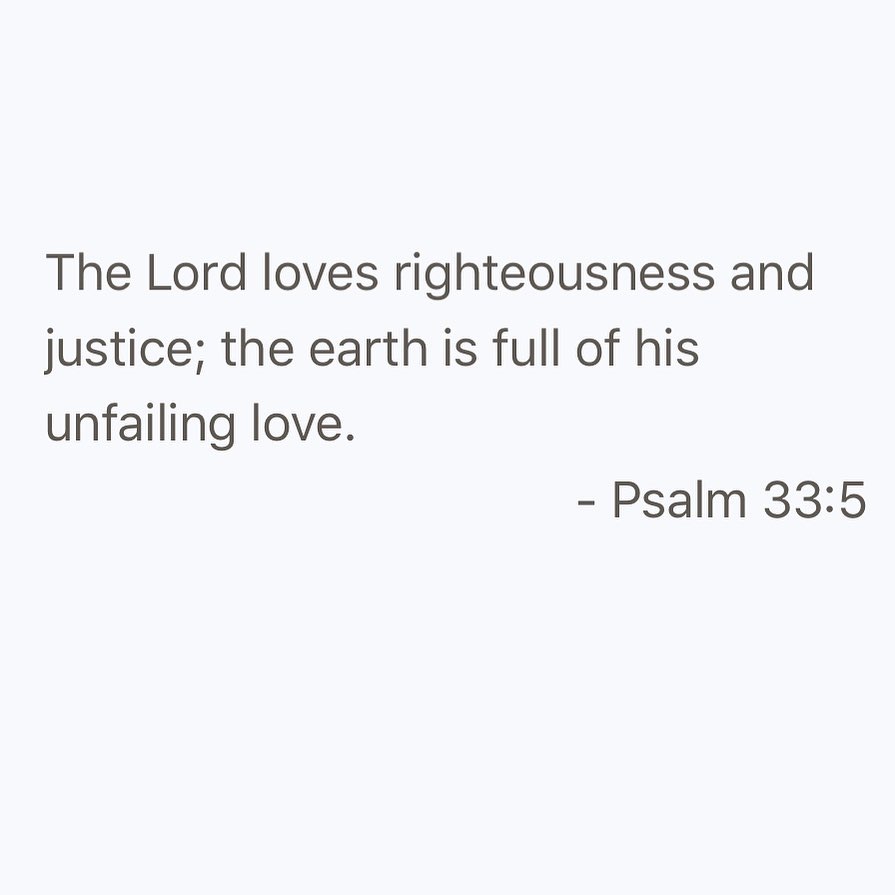 The Lord loves righteousness and
justice; the earth is full of his
unfailing love.
- Psalm 33:5